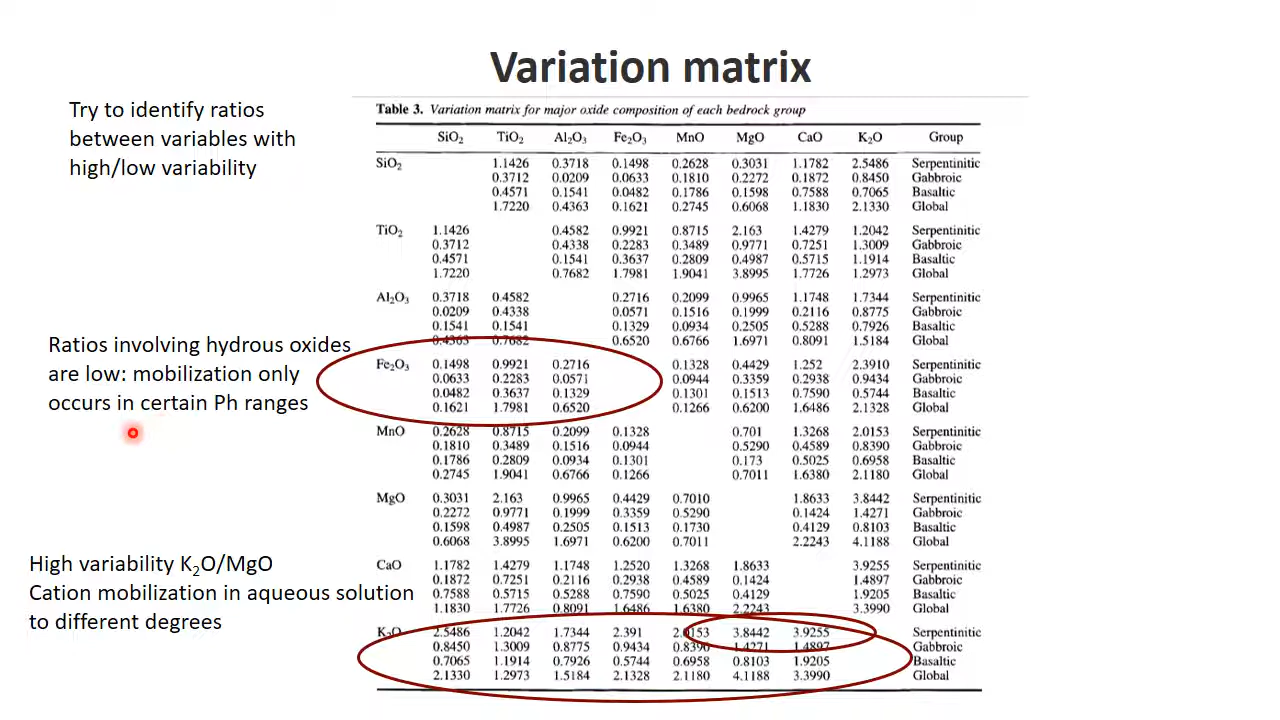 Variation matrix
Try to identify ratios
between variables with
high/low variability
Table 3. Variation matrix for major oxide composition of each bedrock group
SiO₂ TiO₂ Al₂O₃ Fe₂O₃ MnO MgO CaO K₂O Group
SiO₂ 1.1426 0.3718 0.1498 0.2628 0.3031 1.1782 2.5486 Serpentinitic
0.3712 0.0209 0.0633 0.1810 0.2272 0.1872 0.8450 Gabbroic
0.4571 0.1541 0.0482 0.1786 0.1598 0.7588 0.7065 Basaltic
1.7220 0.4363 0.1621 0.2745 0.6068 1.1830 2.1330 Global
TiO₂ 1.1426 0.4582 0.9921 0.8715 2.163 1.4279 1.2042 Serpentinitic
0.3712 0.4338 0.2283 0.3489 0.9771 0.7251 1.3009 Gabbroic
0.4571 0.1541 0.3637 0.2809 0.4987 0.5715 1.1914 Basaltic
1.7220 0.7682 1.7981 1.9041 3.8995 1.7726 1.2973 Global
Al₂O₃ 0.3718 0.4582 0.2716 0.2099 0.9965 1.1748 1.7344 Serpentinitic
0.0209 0.4338 0.0571 0.1516 0.1999 0.2116 0.8775 Gabbroic
0.1541 0.1541 0.1329 0.0934 0.2505 0.5288 0.7926 Basaltic
0.4363 0.7682 0.6520 0.6766 1.6971 0.8091 1.5184 Global
Ratios involving hydrous oxides
are low: mobilization only
occurs in certain Ph ranges
Fe₂O₃ 0.1498 0.9921 0.2716 0.1328 0.4429 1.252 2.3910 Serpentinitic
0.0633 0.2283 0.0571 0.0944 0.3359 0.2938 0.9434 Gabbroic
0.0482 0.3637 0.1329 0.1301 0.1513 0.7590 0.5744 Basaltic
0.1621 1.7981 0.6520 0.1266 0.6200 1.6486 2.1328 Global
MnO 0.2628 0.8715 0.2099 0.1328 0.701 1.3268 2.0153 Serpentinitic
0.1810 0.3489 0.1516 0.0944 0.5290 0.4589 0.8390 Gabbroic
0.1786 0.2809 0.0934 0.1301 0.173 0.5025 0.6958 Basaltic
0.2745 1.9041 0.6766 0.1266 0.7011 1.6380 2.1180 Global
MgO 0.3031 2.163 0.9965 0.4429 0.7010 1.8633 3.8442 Serpentinitic
0.2272 0.9771 0.1999 0.3359 0.5290 0.1424 1.4271 Gabbroic
0.1598 0.4987 0.2505 0.1513 0.1730 0.4129 0.8103 Basaltic
0.6068 3.8995 1.6971 0.6200 0.7011 2.2243 4.1188 Global
High variability K₂O/MgO
Cation mobilization in aqueous solution
to different degrees
CaO 1.1782 1.4279 1.1748 1.2520 1.3268 1.8633 3.9255 Serpentinitic
0.1872 0.7251 0.2116 0.2938 0.4589 0.1424 1.4897 Gabbroic
0.7588 0.5715 0.5288 0.7590 0.5025 0.4129 1.9205 Basaltic
1.1830 1.7726 0.8091 1.6486 1.6380 2.2243 3.3990 Global
K₂O 2.5486 1.2042 1.7344 2.391 2.0153 3.8442 3.9255 Serpentinitic
0.8450 1.3009 0.8775 0.9434 0.8390 1.4271 1.4897 Gabbroic
0.7065 1.1914 0.7926 0.5744 0.6958 0.8103 1.9205 Basaltic
2.1330 1.2973 1.5184 2.1328 2.1180 4.1188 3.3990 Global